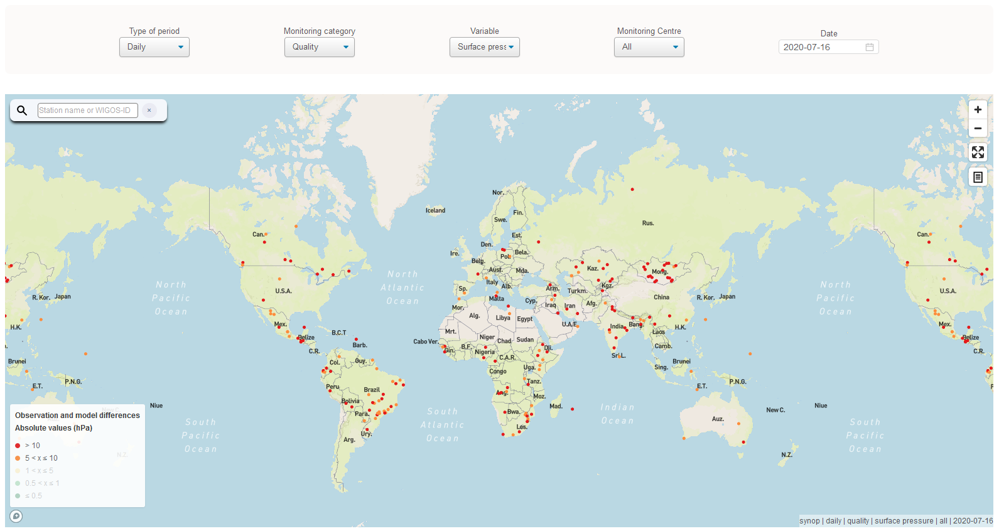 Type of period
Monitoring category
Variable
Monitoring Centre
Date
Daily
Quality
Surface press
All
2020-07-16
Station name or WIGOS-ID
×
+
−
Nor.
Iceland
Fin.
Swe.
Rus.
Can.
Can.
Est.
Den.
Ire.
Pol.
Bela.
Belg.
Aust.
Mda.
Kaz.
Mong.
North
Atlantic
Ocean
Italy
Alb.
Kgz.
North
Pacific
Ocean
North
Pacific
Ocean
U.S.A.
Sp.
Arm.
Turkm.
U.S.A.
R. Kor.
Japan
Malta
Cyp.
China
R. Kor.
Japan
Mor.
Iraq
Iran
Afg.
Alg.
Libya
Egypt
H.K.
Mex.
Mrt.
U.A.E
India
Bang.
H.K.
Mex.
B.C.T
Laos
Belize
Niger
Chad
Sudan
Belize
Cabo Ver.
Barb.
B.F.
Camb.
C.R.
Gin.
Nigeria
Dji.
C.R.
C.A.R.
Sri L.
Brunei
Col.
Guy.
Brunei
Congo
Uga.
Sing.
E.T.
P.N.G.
Peru
Brazil
Tanz.
E.T.
P.N.G.
Ang.
Moz.
Bolivia
Niue
Mad.
Indian
Ocean
Niue
New C.
New C.
South
Pacific
Ocean
Para.
South
Atlantic
Ocean
Bwa.
Auz.
South
Pacific
Ocean
Les.
Ury.
Arg.
N.Z.
N.Z.
Observation and model differences
Absolute values (hPa)
> 10
5 < x ≤ 10
1 < x ≤ 5
0.5 < x ≤ 1
≤ 0.5
synop | daily | quality | surface pressure | all | 2020-07-16